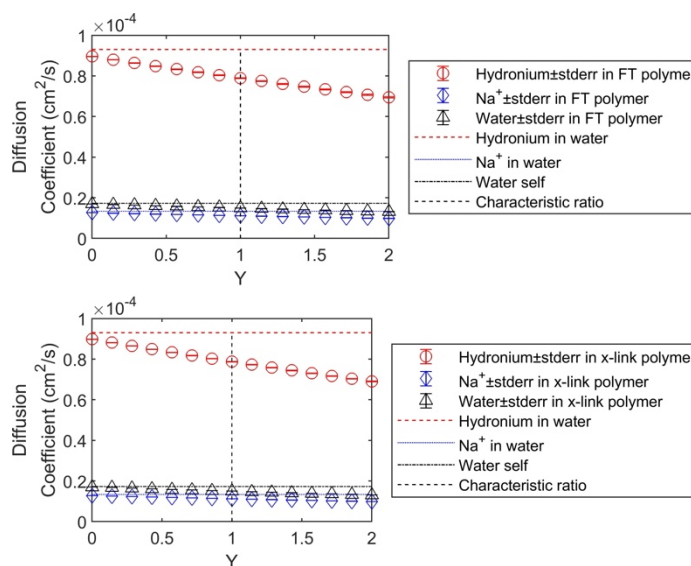 ×10⁻⁴
1
0.8
0.6
0.4
0.2
0
Diffusion
Coefficient (cm²/s)
0 0.5 1 1.5 2
Y
Hydronium±stderr in FT polymer
Na⁺±stderr in FT polymer
Water±stderr in FT polymer
Hydronium in water
Na⁺ in water
Water self
Characteristic ratio
×10⁻⁴
1
0.8
0.6
0.4
0.2
0
Diffusion
Coefficient (cm²/s)
0 0.5 1 1.5 2
Y
Hydronium±stderr in x-link polyme
Na⁺±stderr in x-link polymer
Water±stderr in x-link polymer
Hydronium in water
Na⁺ in water
Water self
Characteristic ratio